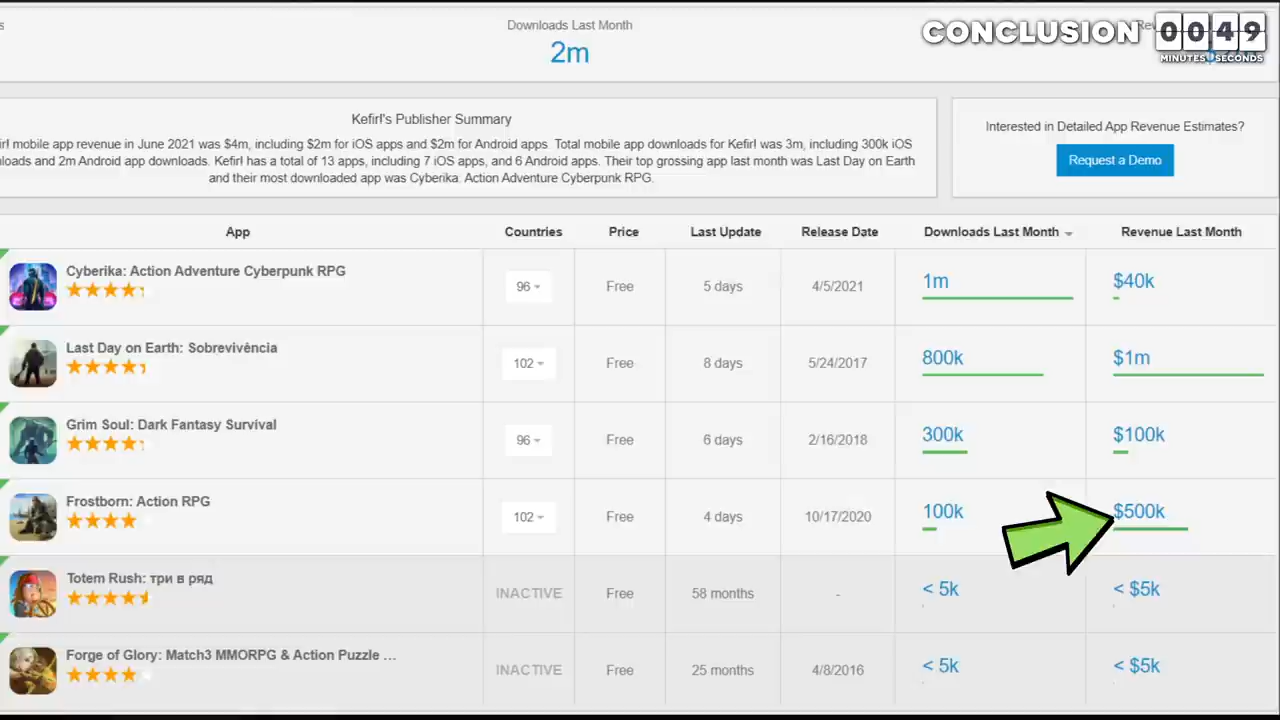 Downloads Last Month
CONCLUSION 00 49
2m
MINUTES SECONDS
Kefirl's Publisher Summary
mobile app revenue in June 2021 was $4m, including $2m for iOS apps and $2m for Android apps. Total mobile app downloads for Kefirl was 3m, including 300k iOS
and 2m Android app downloads. Kefirl has a total of 13 apps, including 7 iOS apps, and 6 Android apps. Their top grossing app last month was Last Day on Earth
and their most downloaded app was Cyberika: Action Adventure Cyberpunk RPG.
Interested in Detailed App Revenue Estimates?
Request a Demo
App Countries Price Last Update Release Date Downloads Last Month Revenue Last Month
Cyberika: Action Adventure Cyberpunk RPG
96 Free 5 days 4/5/2021 1m $40k
Last Day on Earth: Sobrevivência
102 Free 8 days 5/24/2017 800k $1m
Grim Soul: Dark Fantasy Survival
96 Free 6 days 2/16/2018 300k $100k
Frostborn: Action RPG
102 Free 4 days 10/17/2020 100k $500k
Totem Rush: три в ряд
INACTIVE Free 58 months - < 5k < $5k
Forge of Glory: Match3 MMORPG & Action Puzzle ...
INACTIVE Free 25 months 4/8/2016 < 5k < $5k